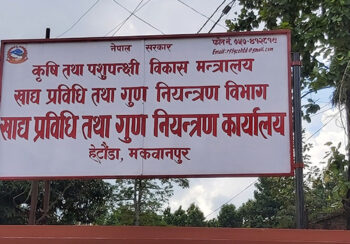 नेपाल सरकार
फोन नं.
कृषि तथा पशुपन्क्षी विकास मन्त्रालय
खाद्य प्रविधि तथा गुण नियन्त्रण विभाग
खाद्य प्रविधि तथा गुण नियन्त्रण कार्यालय
हेटौंडा, मकवानपुर